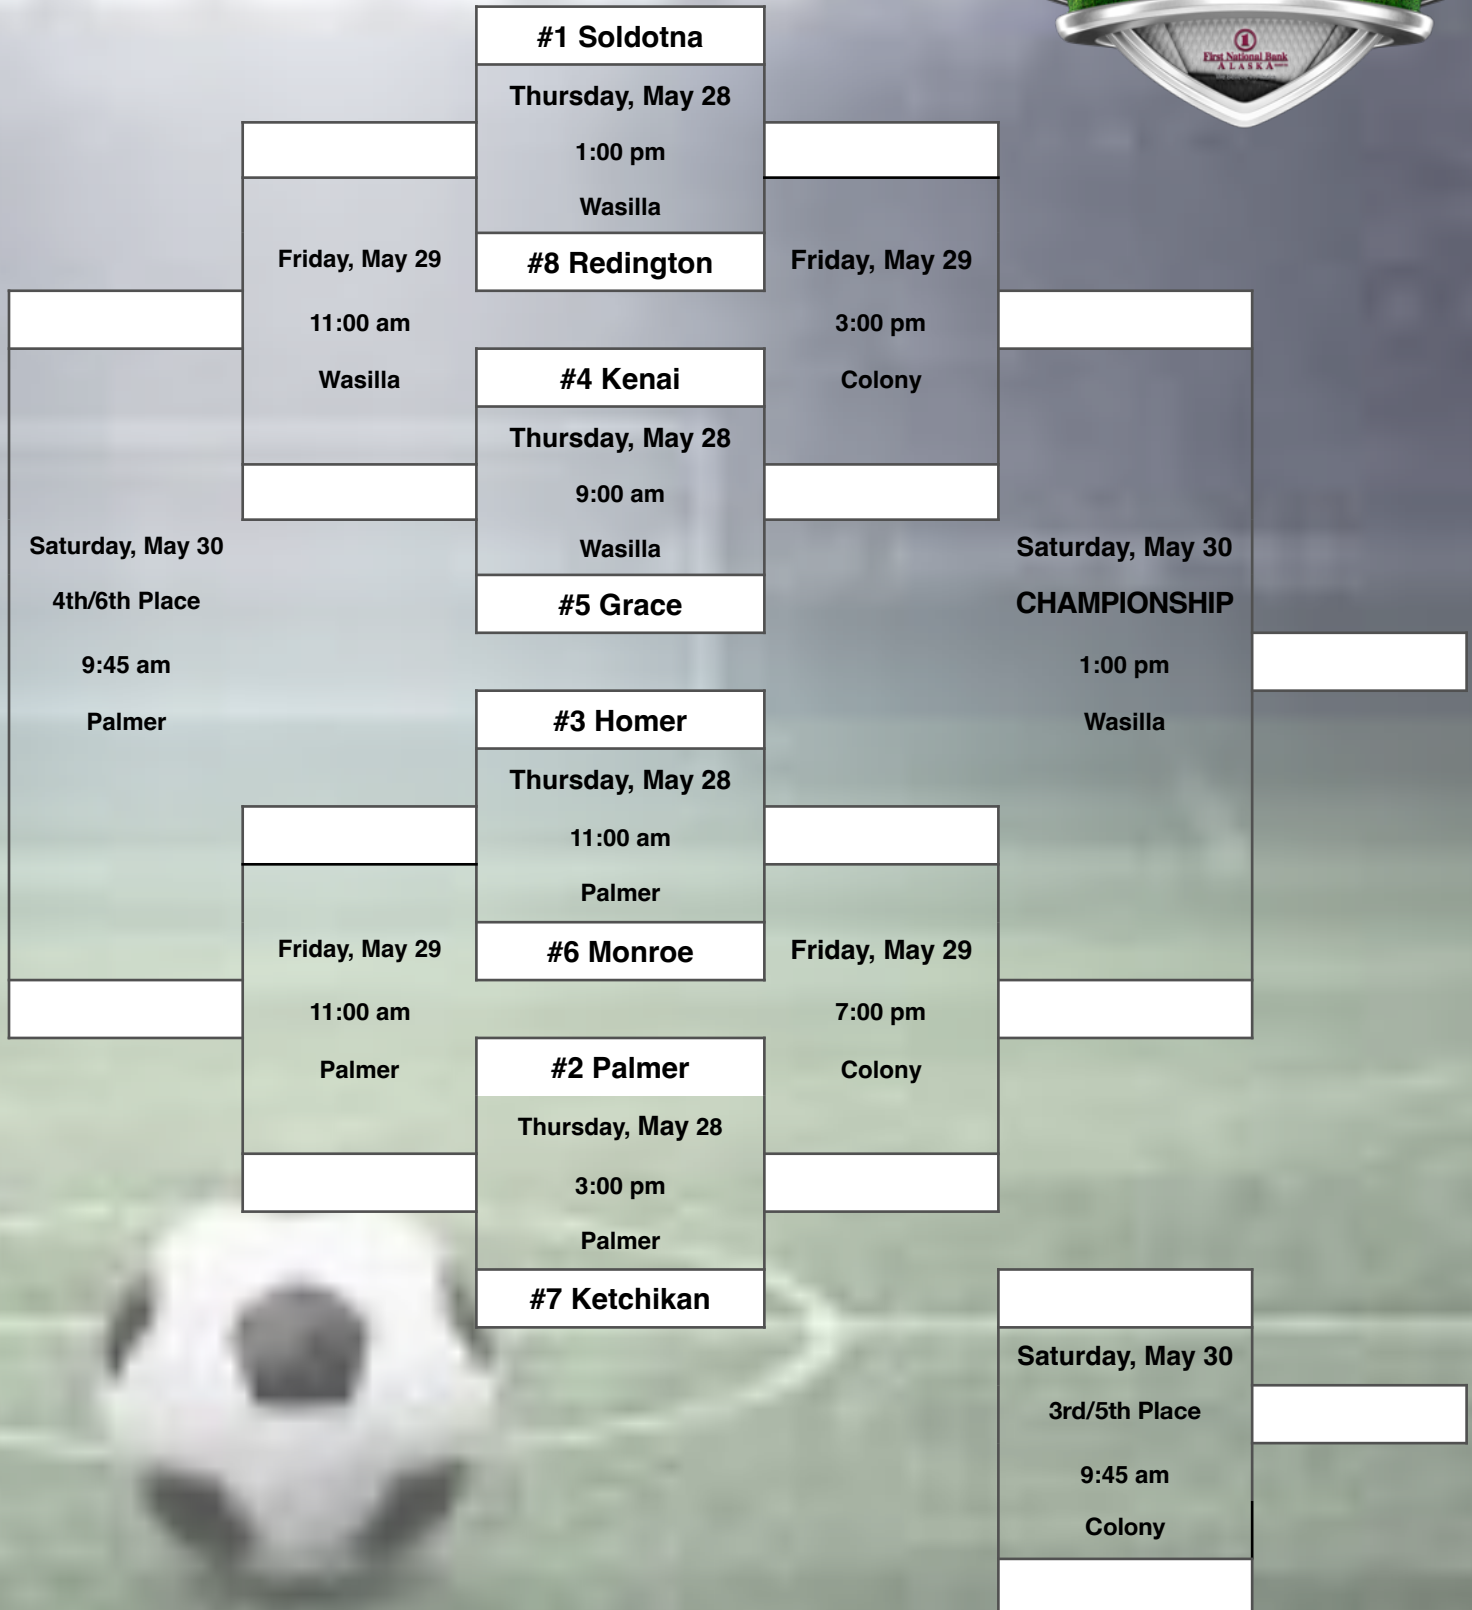 First National Bank
ALASKA
#1 Soldotna
Thursday, May 28
1:00 pm
Wasilla
#8 Redington
Friday, May 29
11:00 am
Wasilla
Friday, May 29
3:00 pm
Colony
#4 Kenai
Thursday, May 28
9:00 am
Wasilla
#5 Grace
Saturday, May 30
4th/6th Place
9:45 am
Palmer
Saturday, May 30
CHAMPIONSHIP
1:00 pm
Wasilla
#3 Homer
Thursday, May 28
11:00 am
Palmer
#6 Monroe
Friday, May 29
11:00 am
Palmer
Friday, May 29
7:00 pm
Colony
#2 Palmer
Thursday, May 28
3:00 pm
Palmer
#7 Ketchikan
Saturday, May 30
3rd/5th Place
9:45 am
Colony